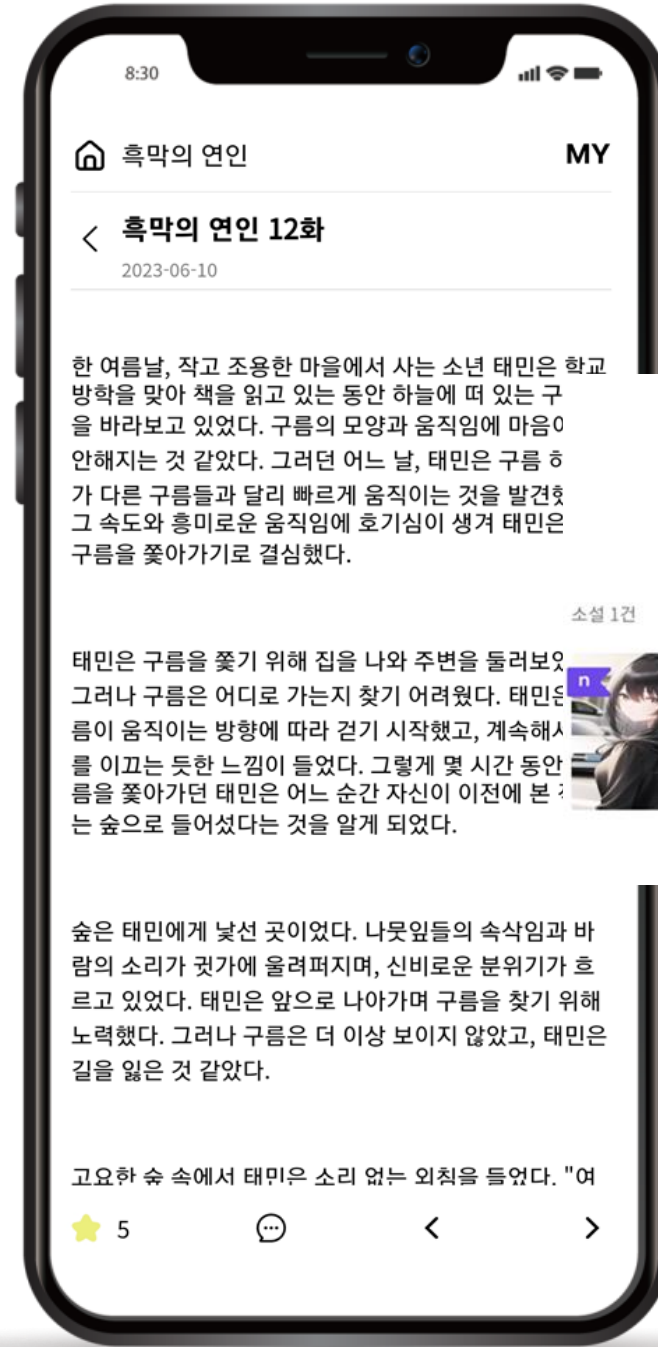 8:30
흑막의 연인
MY
흑막의 연인 12화
2023-06-10
한 여름날, 작고 조용한 마을에서 사는 소년 태민은 학교
방학을 맞아 책을 읽고 있는 동안 하늘에 떠 있는 구
을 바라보고 있었다. 구름의 모양과 움직임에 마음이
안해지는 것 같았다. 그러던 어느 날, 태민은 구름 하
가 다른 구름들과 달리 빠르게 움직이는 것을
그 속도와 흥미로운 움직임에 호기심이 생겨 태민은
구름을 쫓아가기로 결심했다.
소설 1건
태민은 구름을 쫓기 위해 집을 나와 주변을
n
그러나 구름은 어디로 가는지 찾기 어려웠다. 태민은
름이 움직이는 방향에 따라 걷기 시작했고,
를 이끄는 듯한 느낌이 들었다. 그렇게 몇 시간 동안
름을 쫓아가던 태민은 어느 순간 자신이 이전에 본
는 숲으로 들어섰다는 것을 알게 되었다.
숲은 태민에게 낯선 곳이었다. 나뭇잎들의 속삭임과 바
람의 소리가 귓가에 울려퍼지며, 신비로운 분위기가 흐
르고 있었다. 태민은 앞으로 나아가며 구름을 찾기 위해
노력했다. 그러나 구름은 더 이상 보이지 않았고, 태민은
길을 잃은 것 같았다.
고요한 숲 속에서 태민은 소리 없는 외침을 들었다. "여
5